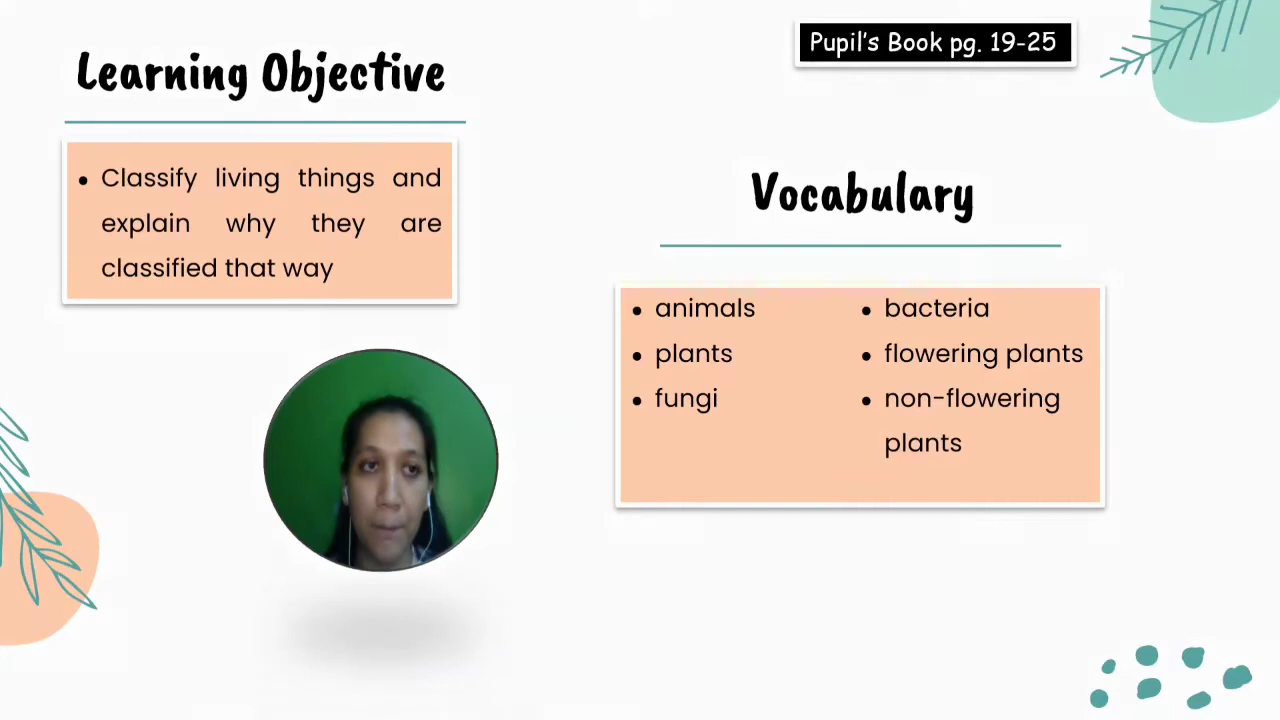 Pupil's Book pg. 19-25
Learning Objective
• Classify living things and
explain why they are
classified that way
Vocabulary
• animals
• plants
• fungi
• bacteria
• flowering plants
• non-flowering
plants